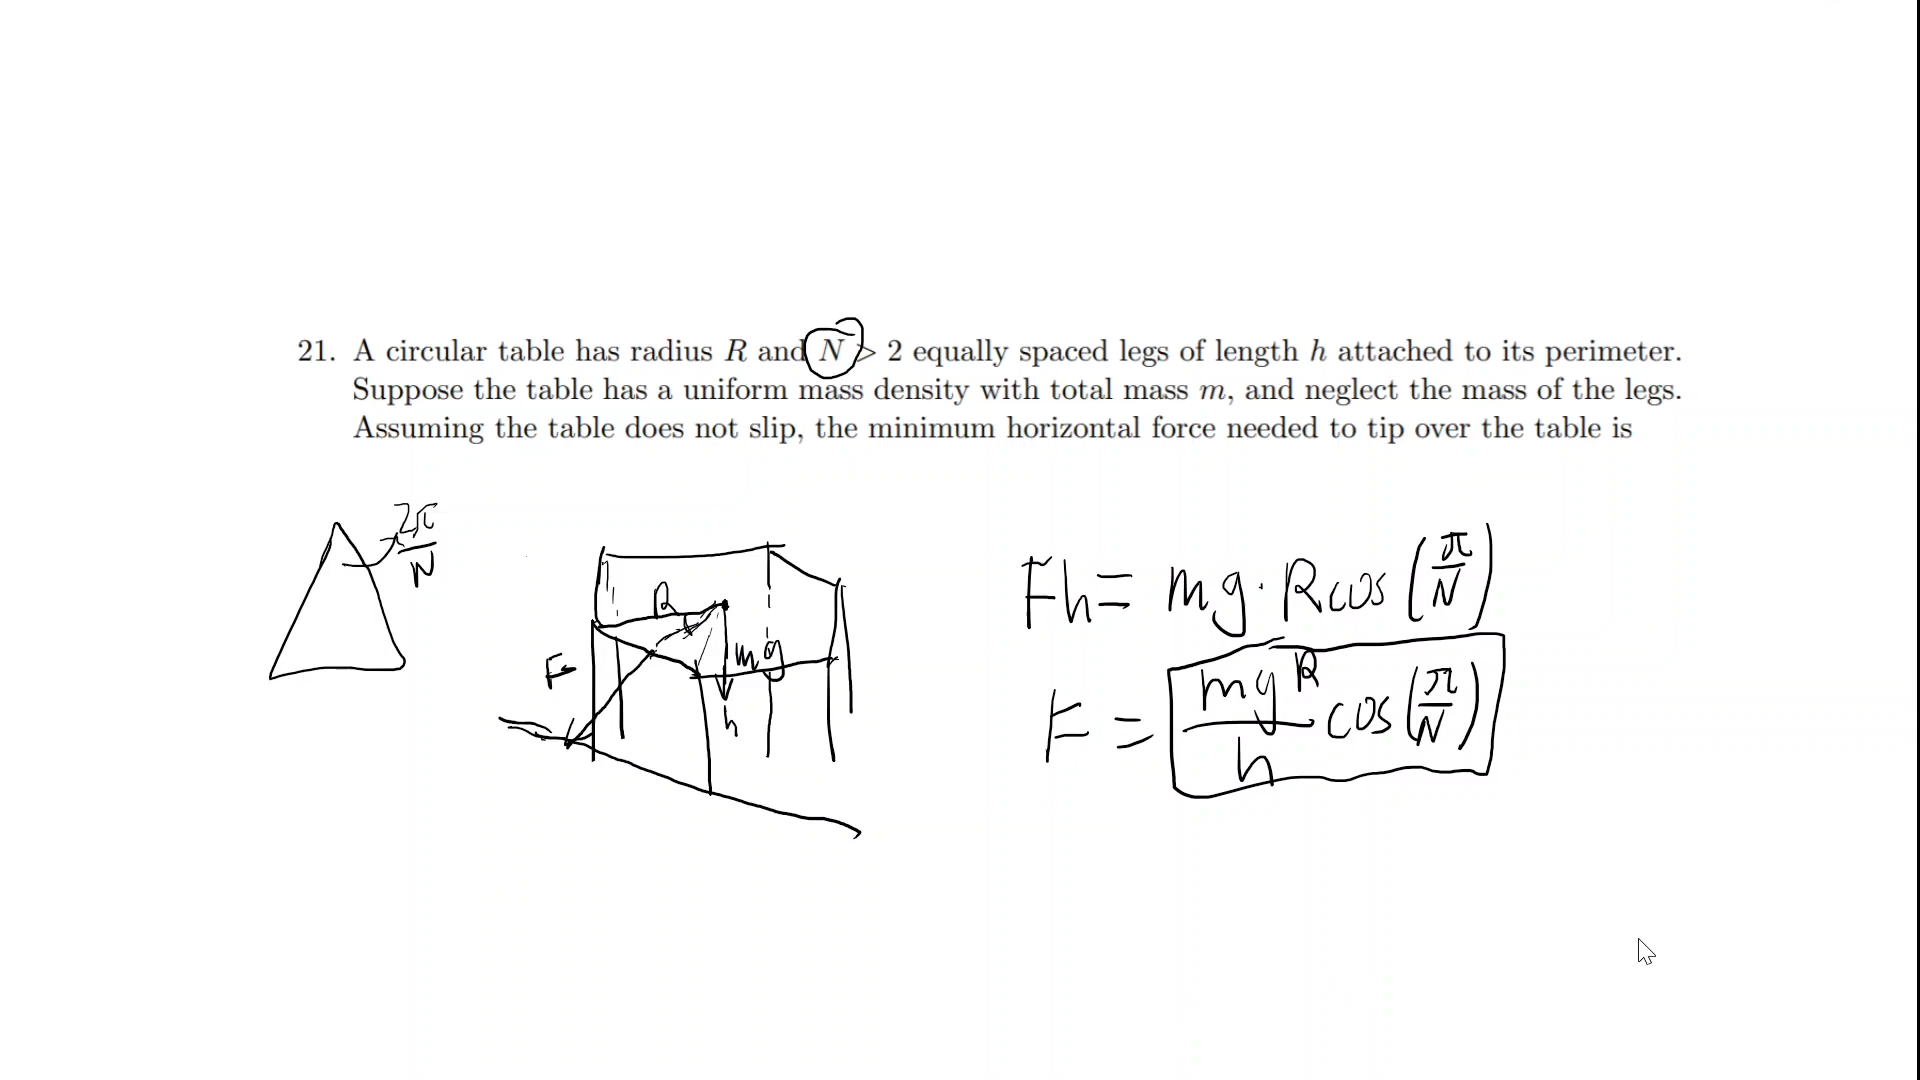 21. A circular table has radius R and N > 2 equally spaced legs of length h attached to its perimeter.
Suppose the table has a uniform mass density with total mass m, and neglect the mass of the legs.
Assuming the table does not slip, the minimum horizontal force needed to tip over the table is
2π/N
R
F
mg
h
Fh = mg · R cos (π/N)
F = mgR/h cos (π/N)